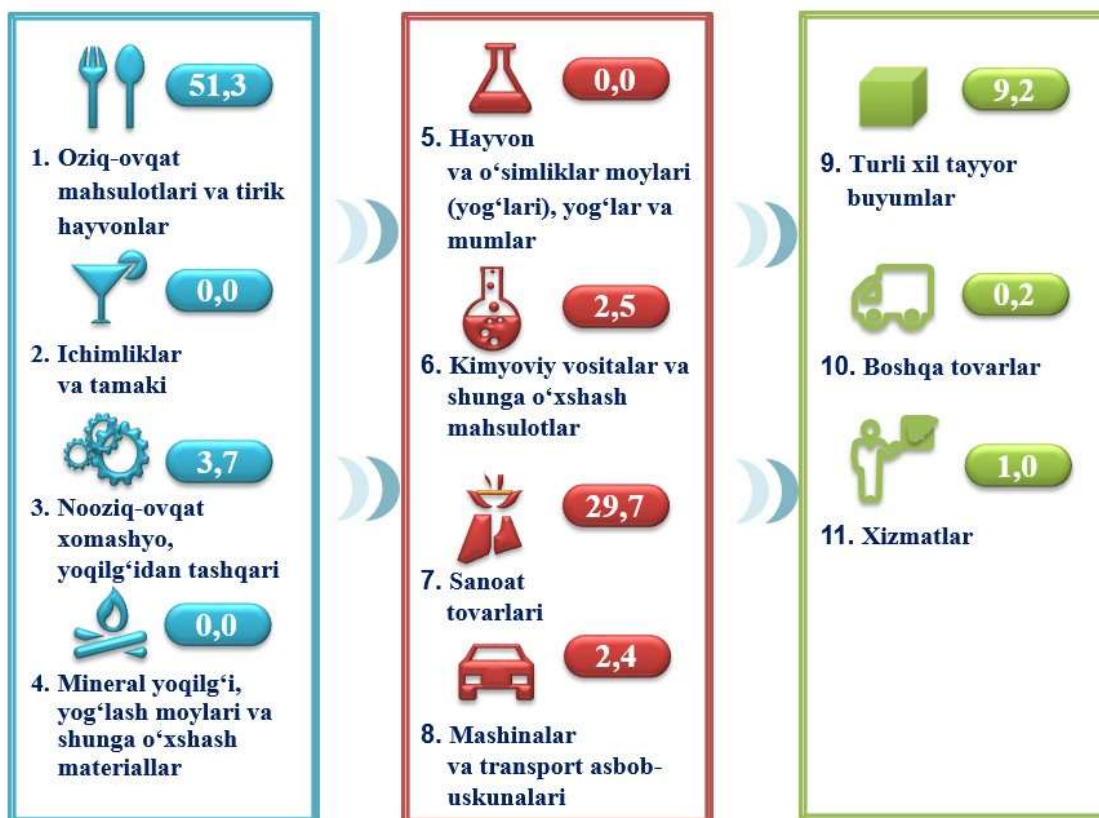 51,3
1. Oziq-ovqat
mahsulotlari va tirik
hayvonlar
0,0
2. Ichimliklar
va tamaki
3,7
3. Nooziq-ovqat
xomashyo,
yoqilg‘idan tashqari
0,0
4. Mineral yoqilg‘i,
yog‘lash moylari va
shunga o‘xshash
materiallar
0,0
5. Hayvon
va o‘simliklar moylari
(yog‘lari), yog‘lar va
mumlar
2,5
6. Kimyoviy vositalar va
shunga o‘xshash
mahsulotlar
29,7
7. Sanoat
tovarlari
2,4
8. Mashinalar
va transport asbob-
uskunalari
9,2
9. Turli xil tayyor
buyumlar
0,2
10. Boshqa tovarlar
1,0
11. Xizmatlar